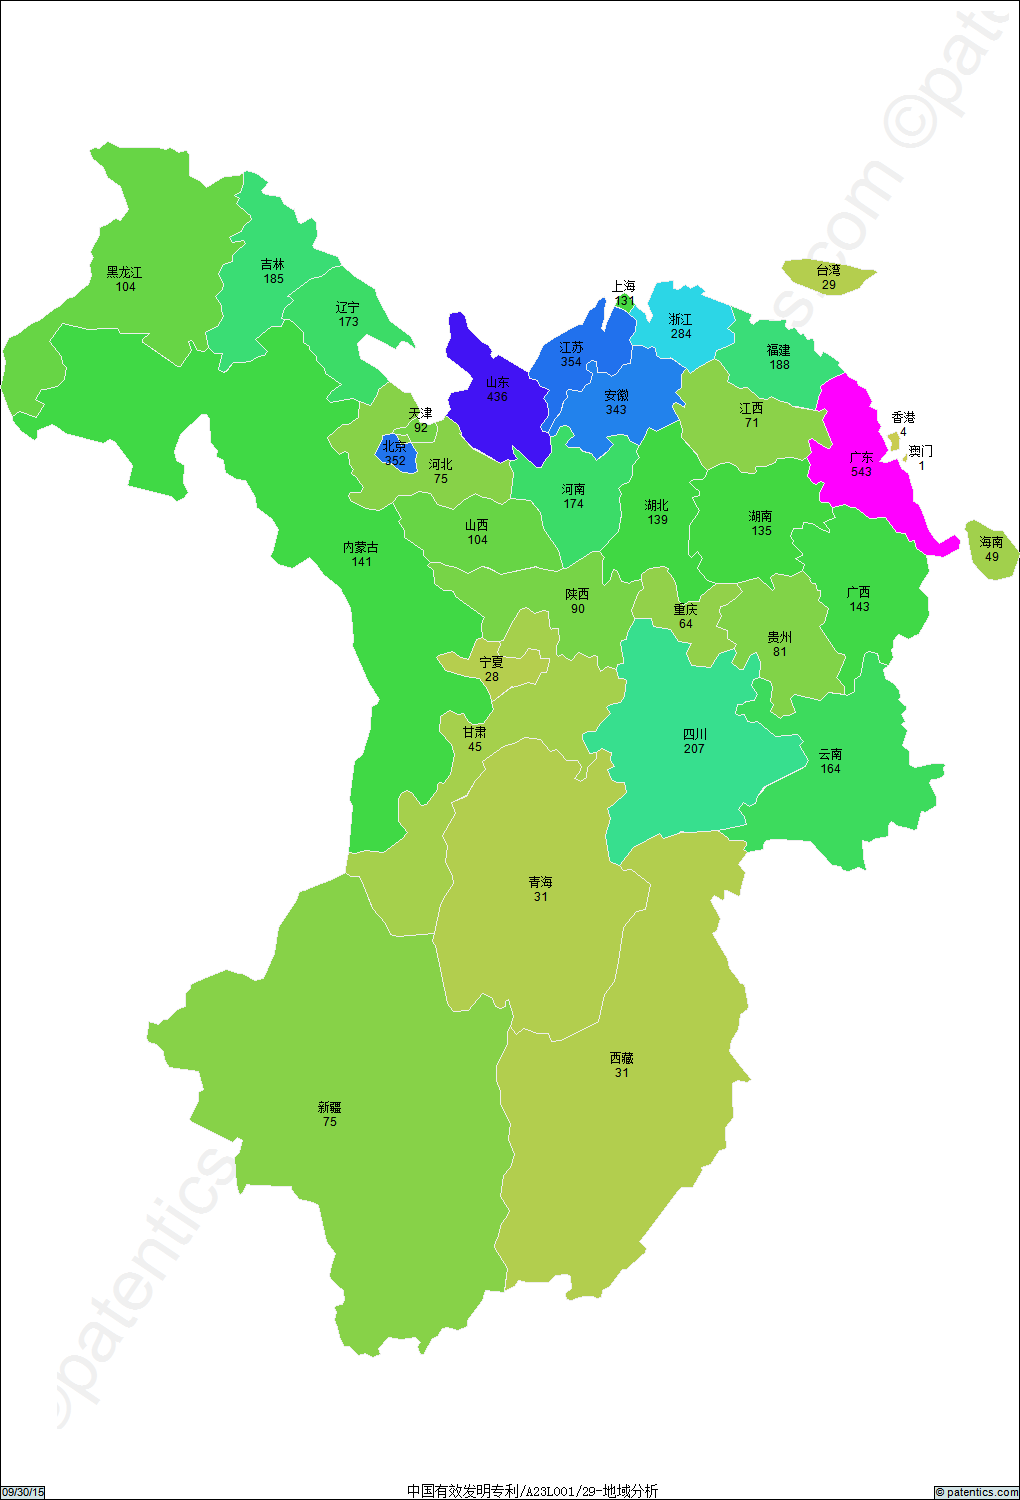 ©patentics.com ©pate
黑龙江
104
吉林
185
辽宁
173
台湾
29
上海
131
浙江
284
江苏
354
福建
188
山东
436
安徽
343
江西
71
香港
4
澳门
1
天津
92
北京
352
河北
75
广东
543
河南
174
湖北
139
湖南
135
山西
104
海南
49
内蒙古
141
陕西
90
重庆
64
广西
143
贵州
81
宁夏
28
甘肃
45
四川
207
云南
164
青海
31
西藏
31
新疆
75
09/30/15
中国有效发明专利/A23L001/29-地域分析
© patentics.com